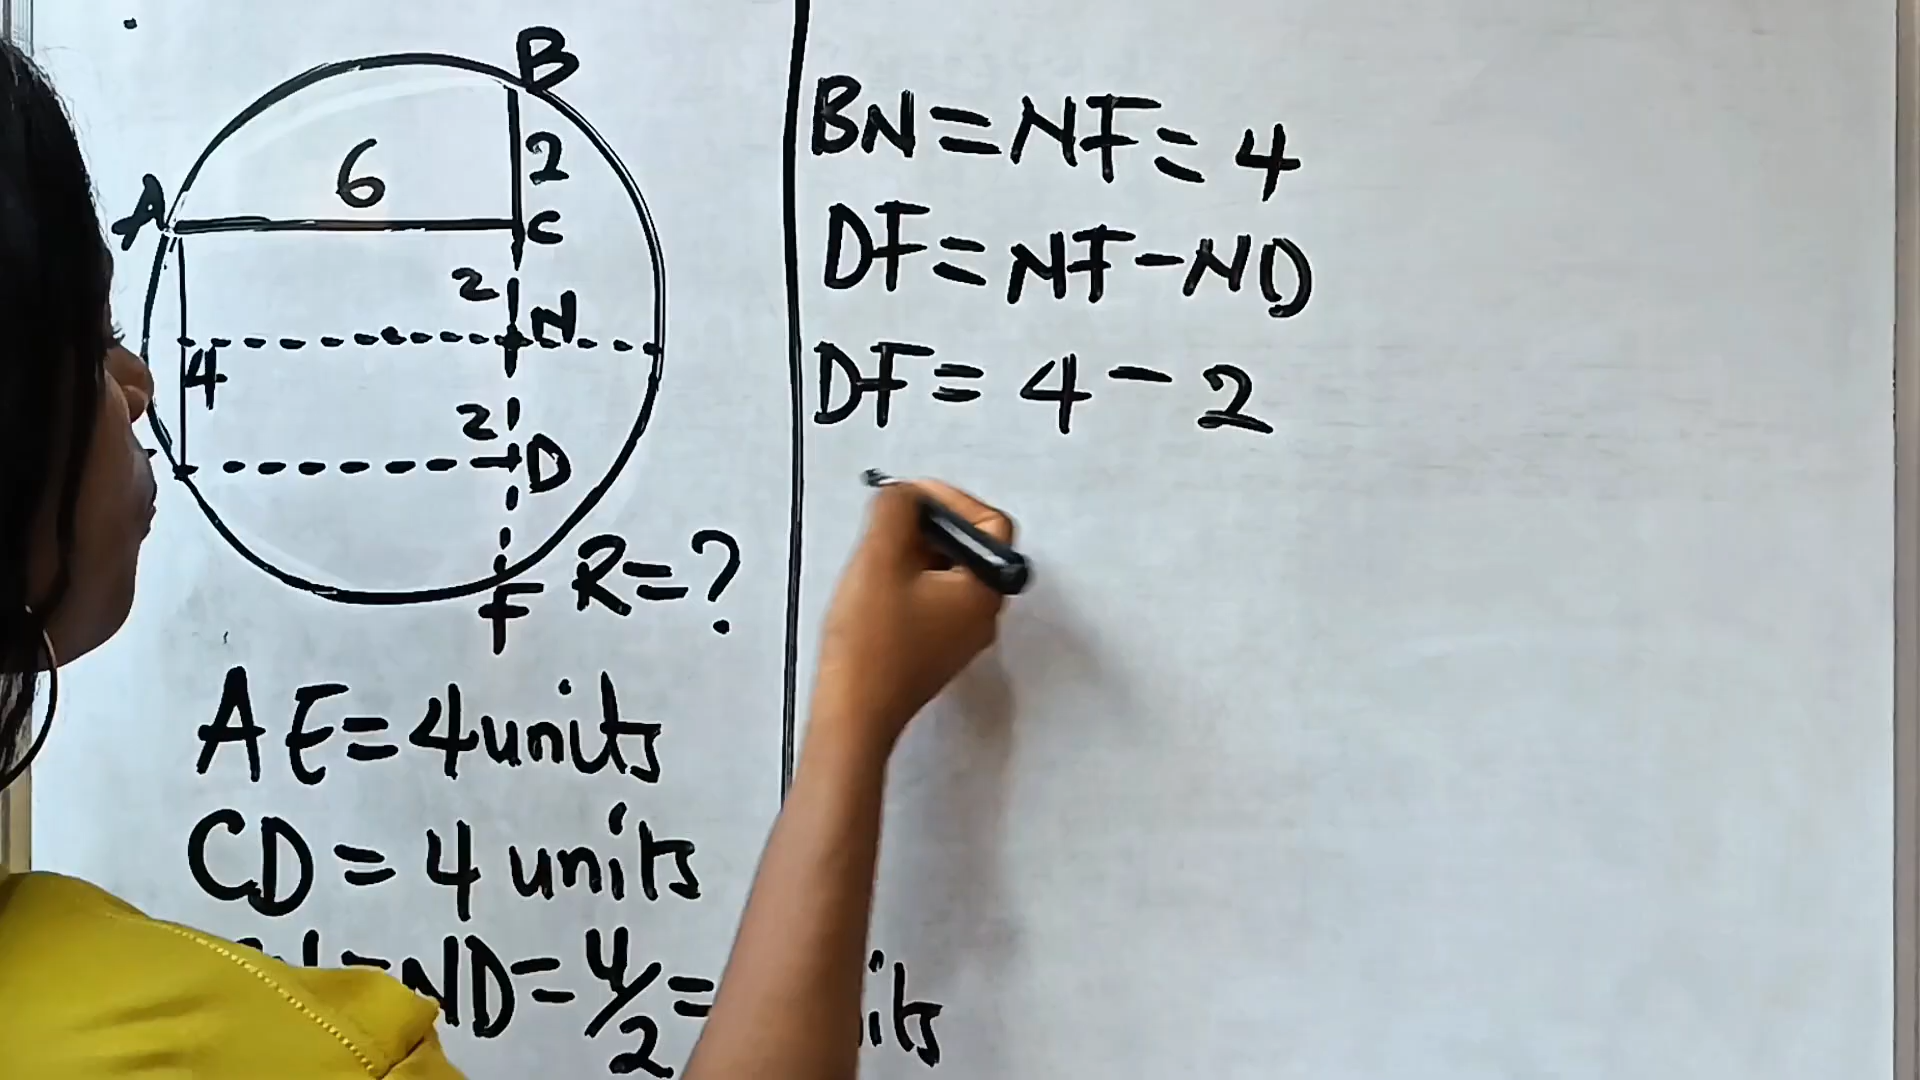 B
6
2
A
C
2
N
4
2
D
R=?
F
AE=4units
CD=4 units
ND=4/2=
BN=NF=4
DF=NF-ND
DF=4-2